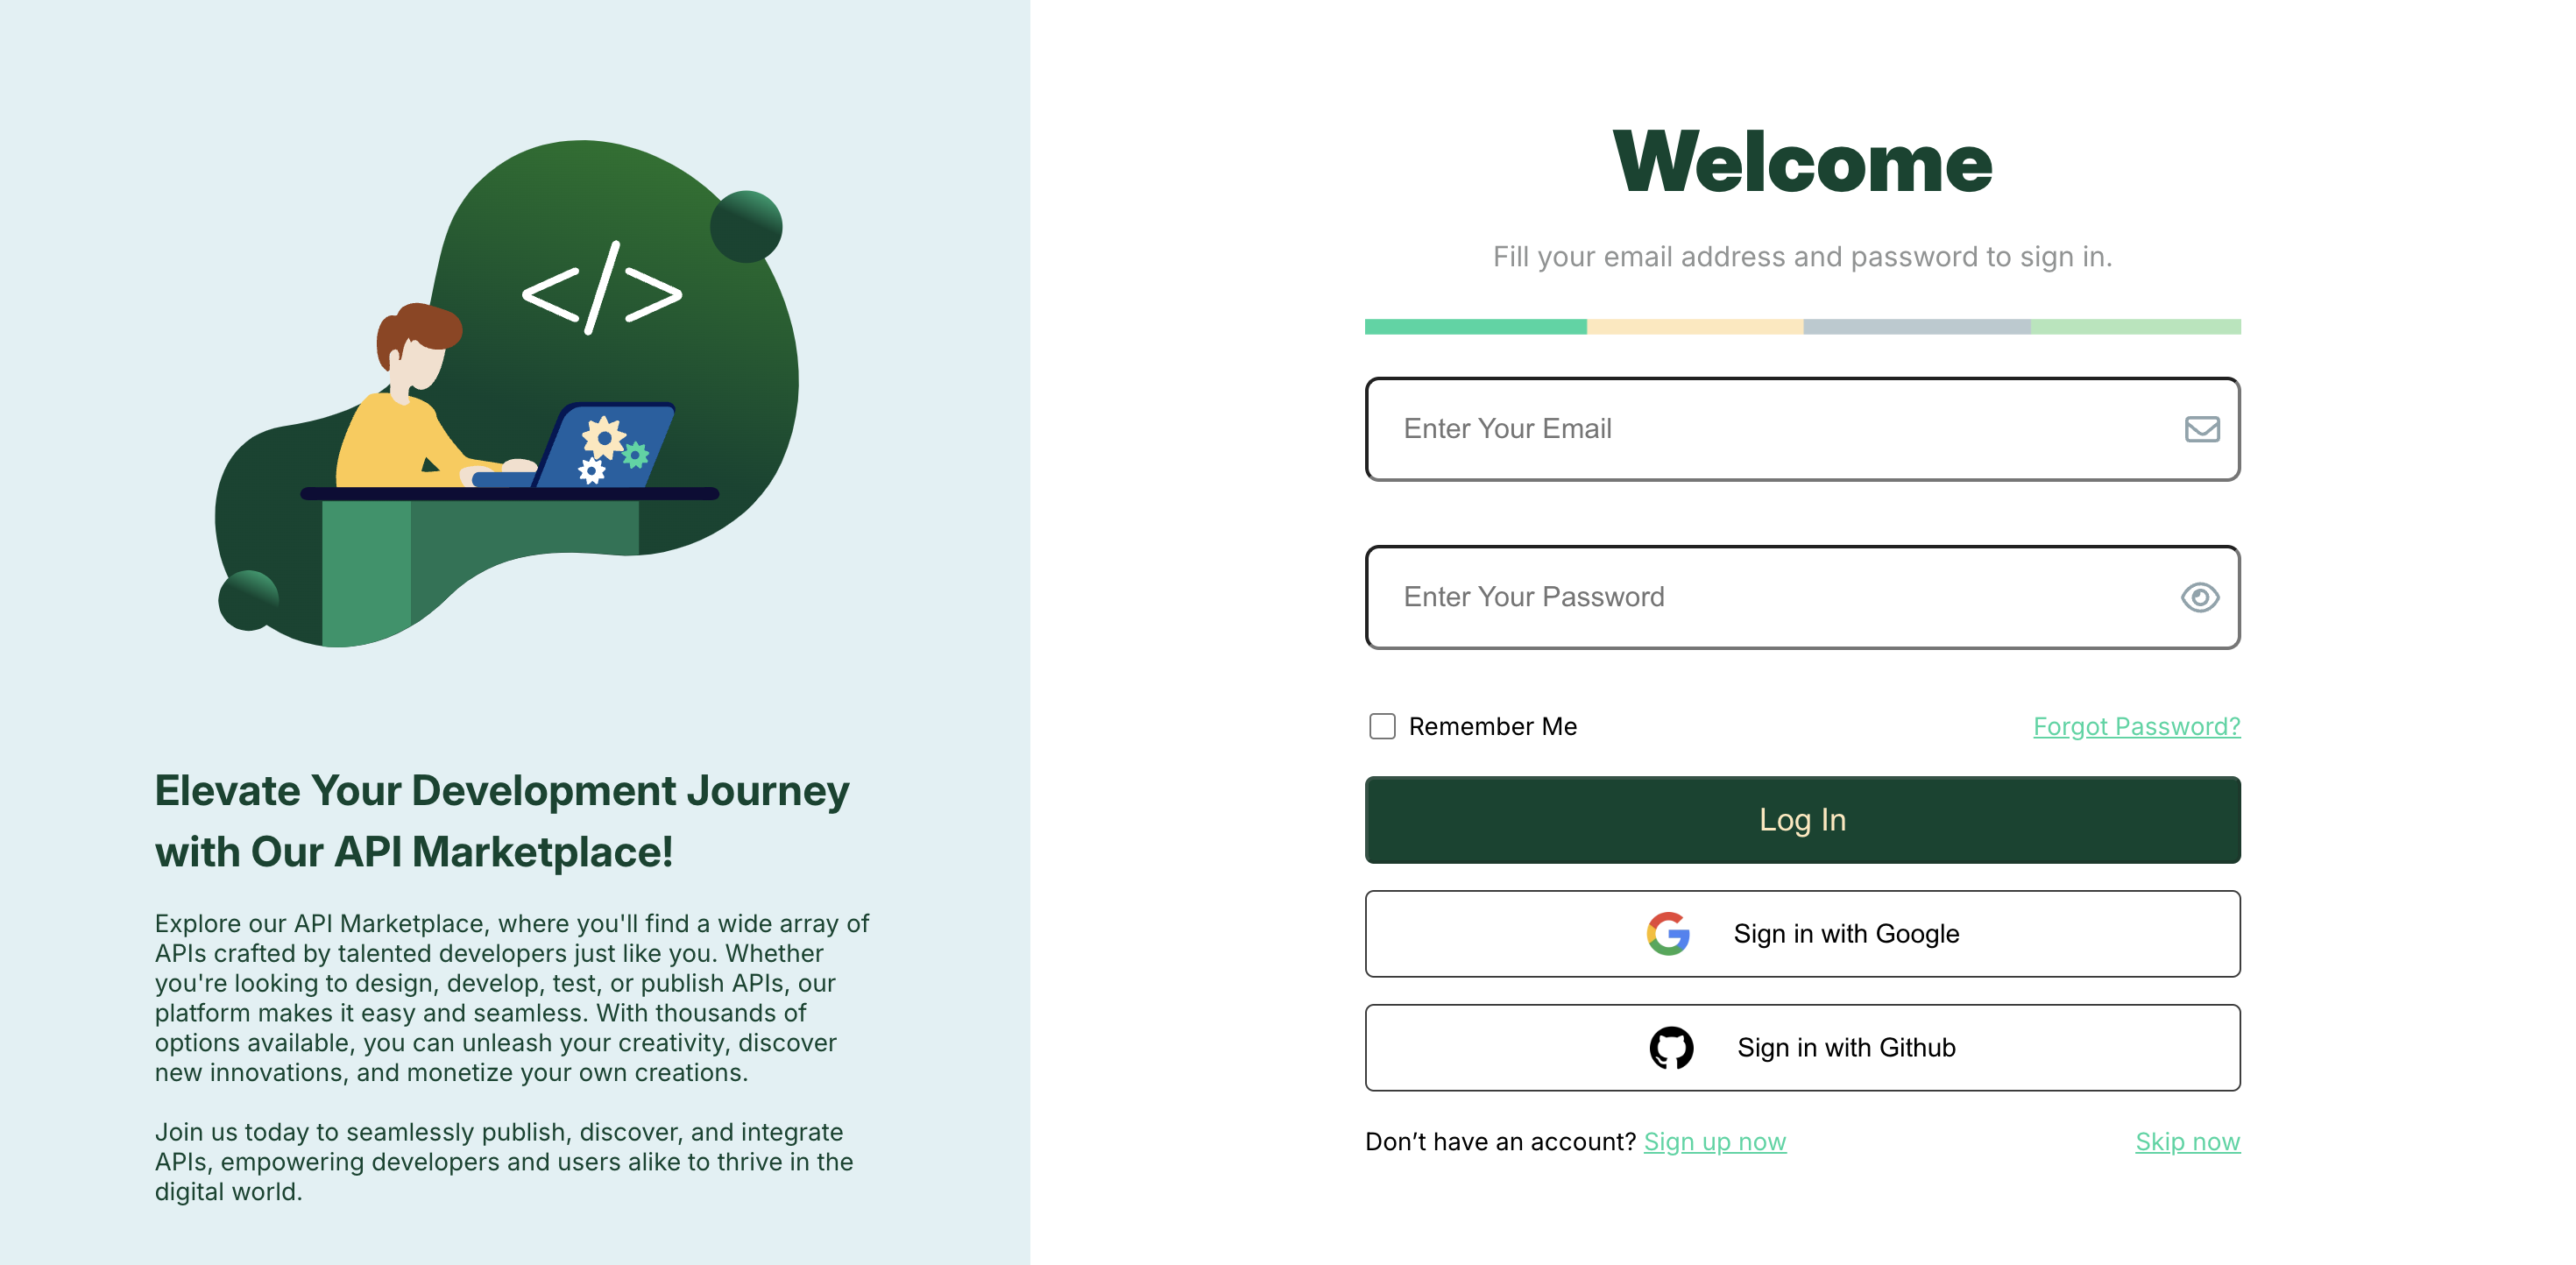 </>
Elevate Your Development Journey
with Our API Marketplace!
Explore our API Marketplace, where you'll find a wide array of
APIs crafted by talented developers just like you. Whether
you're looking to design, develop, test, or publish APIs, our
platform makes it easy and seamless. With thousands of
options available, you can unleash your creativity, discover
new innovations, and monetize your own creations.
Join us today to seamlessly publish, discover, and integrate
APIs, empowering developers and users alike to thrive in the
digital world.
Welcome
Fill your email address and password to sign in.
Enter Your Email
Enter Your Password
Remember Me
Forgot Password?
Log In
Sign in with Google
Sign in with Github
Don’t have an account? Sign up now
Skip now